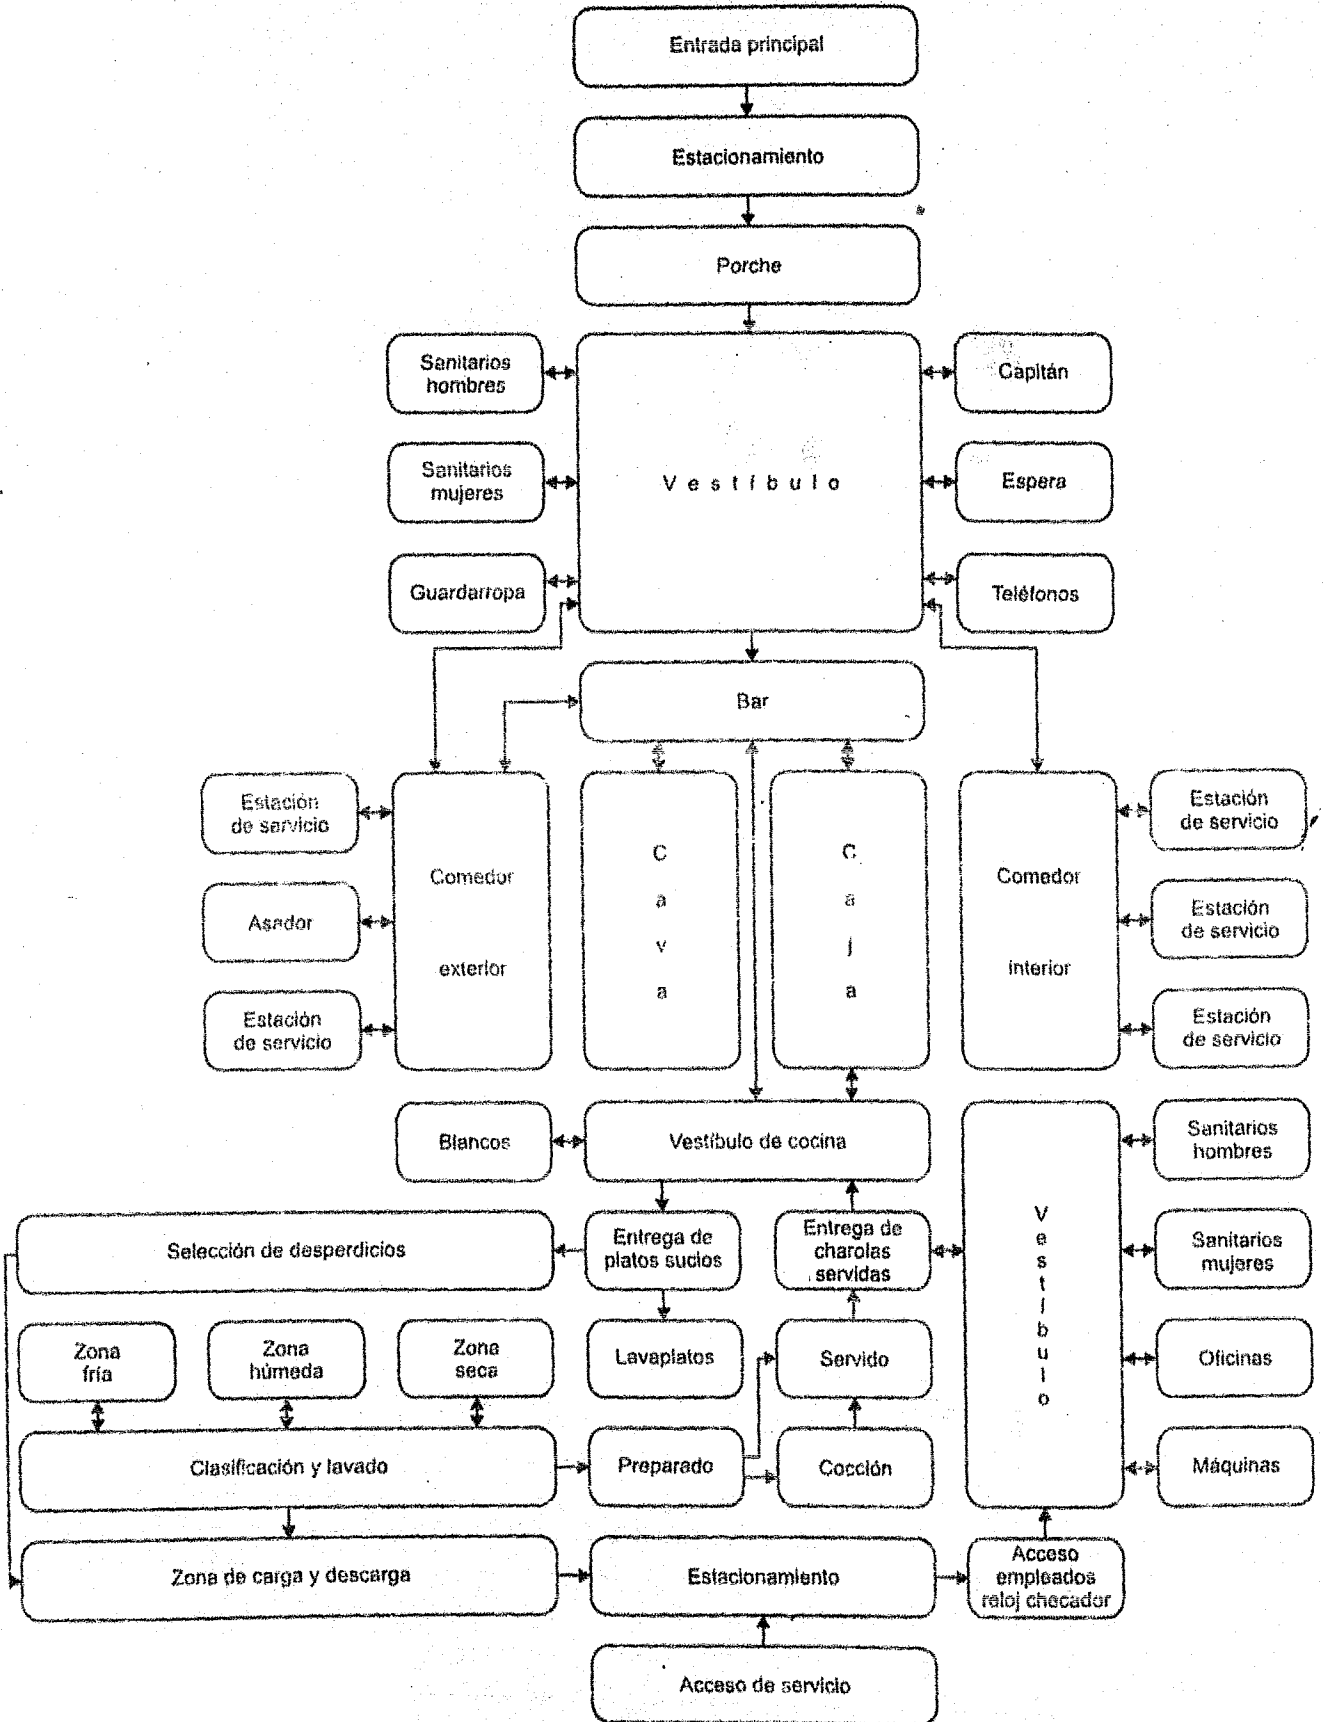 Entrada principal
Estacionamiento
Porche
Sanitarios
hombres
Capitán
Sanitarios
mujeres
Vestíbulo
Espera
Guardarropa
Teléfonos
Bar
Estación
de servicio
Asador
Estación
de servicio
Comedor
exterior
Cava
Caja
Comedor
interior
Estación
de servicio
Estación
de servicio
Estación
de servicio
Blancos
Vestíbulo de cocina
Vestíbulo
Sanitarios
hombres
Selección de desperdicios
Entrega de
platos sucios
Entrega de
charolas
servidas
Sanitarios
mujeres
Zona
fría
Zona
húmeda
Zona
seca
Lavaplatos
Servido
Oficinas
Clasificación y lavado
Preparado
Cocción
Máquinas
Zona de carga y descarga
Estacionamiento
Acceso
empleados
reloj checador
Acceso de servicio